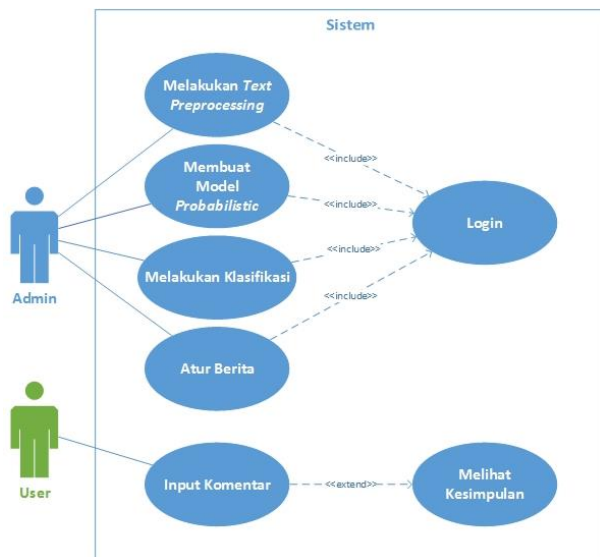 Sistem
Melakukan Text
Preprocessing
<<include>>
Membuat
Model
Probabilistic
<<include>>
Login
Admin
Melakukan Klasifikasi
<<include>>
<<include>>
Atur Berita
User
Input Komentar
<<extend>>
Melihat
Kesimpulan